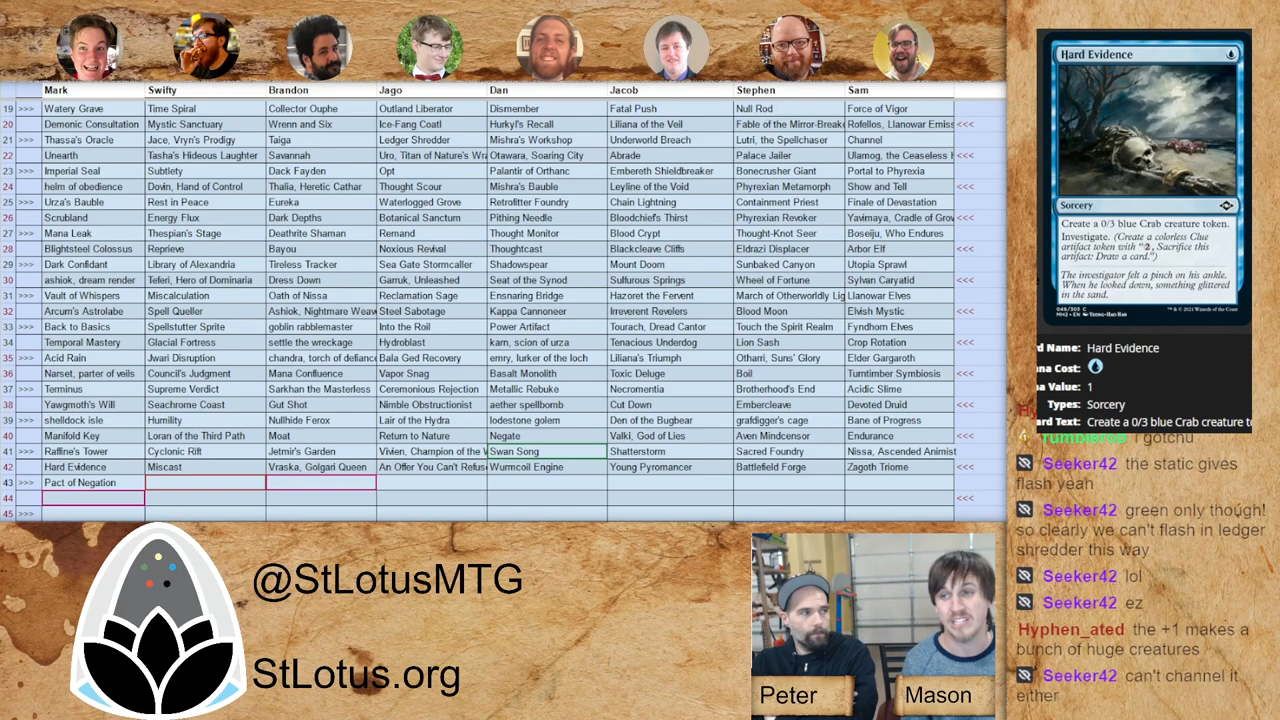 Mark Swifty Brandon Jago Dan Jacob Stephen Sam
19 >>> Watery Grave Time Spiral Collector Ouphe Outland Liberator Dismember Fatal Push Null Rod Force of Vigor
20 Demonic Consultation Mystic Sanctuary Wrenn and Six Ice-Fang Coatl Hurkyl's Recall Liliana of the Veil Fable of the Mirror-Break Rofellos, Llanowar Emiss <<<
21 >>> Thassa's Oracle Jace, Vryn's Prodigy Taiga Ledger Shredder Mishra's Workshop Underworld Breach Lutri, the Spellchaser Channel
22 Unearth Tasha's Hideous Laughter Savannah Uro, Titan of Nature's Wra Otawara, Soaring City Abrade Palace Jailer Ulamog, the Ceaseless H <<<
23 >>> Imperial Seal Subtlety Dack Fayden Opt Palantir of Orthanc Embereth Shieldbreaker Bonecrusher Giant Portal to Phyrexia
24 helm of obedience Dovin, Hand of Control Thalia, Heretic Cathar Thought Scour Mishra's Bauble Leyline of the Void Phyrexian Metamorph Show and Tell <<<
25 >>> Urza's Bauble Rest in Peace Eureka Waterlogged Grove Retrofitter Foundry Chain Lightning Containment Priest Finale of Devastation
26 Scrubland Energy Flux Dark Depths Botanical Sanctum Pithing Needle Bloodchief's Thirst Phyrexian Revoker Yavimaya, Cradle of Grow <<<
27 >>> Mana Leak Thespian's Stage Deathrite Shaman Remand Thought Monitor Blood Crypt Thought-Knot Seer Boseiju, Who Endures
28 Blightsteel Colossus Reprieve Bayou Noxious Revival Thoughtcast Blackcleave Cliffs Eldrazi Displacer Arbor Elf <<<
29 >>> Dark Confidant Library of Alexandria Tireless Tracker Sea Gate Stormcaller Shadowspear Mount Doom Sunbaked Canyon Utopia Sprawl
30 ashiok, dream render Teferi, Hero of Dominaria Dress Down Garruk, Unleashed Seat of the Synod Sulfurous Springs Wheel of Fortune Sylvan Caryatid <<<
31 >>> Vault of Whispers Miscalculation Oath of Nissa Reclamation Sage Ensnaring Bridge Hazoret the Fervent March of Otherworldly Lig Llanowar Elves
32 Arcum's Astrolabe Spell Queller Ashiok, Nightmare Weav Steel Sabotage Kappa Cannoneer Irreverent Revelers Blood Moon Elvish Mystic <<<
33 >>> Back to Basics Spellstutter Sprite goblin rabblemaster Into the Roil Power Artifact Tourach, Dread Cantor Touch the Spirit Realm Fyndhorn Elves
34 Temporal Mastery Glacial Fortress settle the wreckage Hydroblast karn, scion of urza Tenacious Underdog Lion Sash Crop Rotation <<<
35 >>> Acid Rain Jwari Disruption chandra, torch of defiance Bala Ged Recovery emry, lurker of the loch Liliana's Triumph Otharri, Suns' Glory Elder Gargaroth
36 Narset, parter of veils Council's Judgment Mana Confluence Vapor Snag Basalt Monolith Toxic Deluge Boil Turntimber Symbiosis <<<
37 >>> Terminus Supreme Verdict Sarkhan the Masterless Ceremonious Rejection Metallic Rebuke Necromentia Brotherhood's End Acidic Slime
38 Yawgmoth's Will Seachrome Coast Gut Shot Nimble Obstructionist aether spellbomb Cut Down Embercleave Devoted Druid <<<
39 >>> shelldock isle Humility Nullhide Ferox Lair of the Hydra lodestone golem Den of the Bugbear grafdigger's cage Bane of Progress
40 Manifold Key Loran of the Third Path Moat Return to Nature Negate Valki, God of Lies Aven Mindcensor Endurance <<<
41 >>> Raffine's Tower Cyclonic Rift Jetmir's Garden Vivien, Champion of the W Swan Song Shatterstorm Sacred Foundry Nissa, Ascended Animist
42 Hard Evidence Miscast Vraska, Golgari Queen An Offer You Can't Refus Wurmcoil Engine Young Pyromancer Battlefield Forge Zagoth Triome <<<
43 >>> Pact of Negation
44 <<<
45 >>>
Hard Evidence
Sorcery
Create a 0/3 blue Crab creature token.
Investigate. (Create a colorless Clue
artifact token with "2, Sacrifice this
artifact: Draw a card.")
The investigator felt a pinch on his ankle.
When he looked down, something glittered
in the sand.
rd Name: Hard Evidence
ana Cost:
na Value: 1
Types: Sorcery
ard Text: Create a 0/3 blue Crab creature to
rumblerob I gotchu
Seeker42 the static gives
flash yeah
Seeker42 green only though!
so clearly we can't flash in ledger
shredder this way
Seeker42 lol
Seeker42 ez
Hyphen_ated the +1 makes a
bunch of huge creatures
Seeker42 can't channel it
either
@StLotusMTG
StLotus.org
Peter
Mason